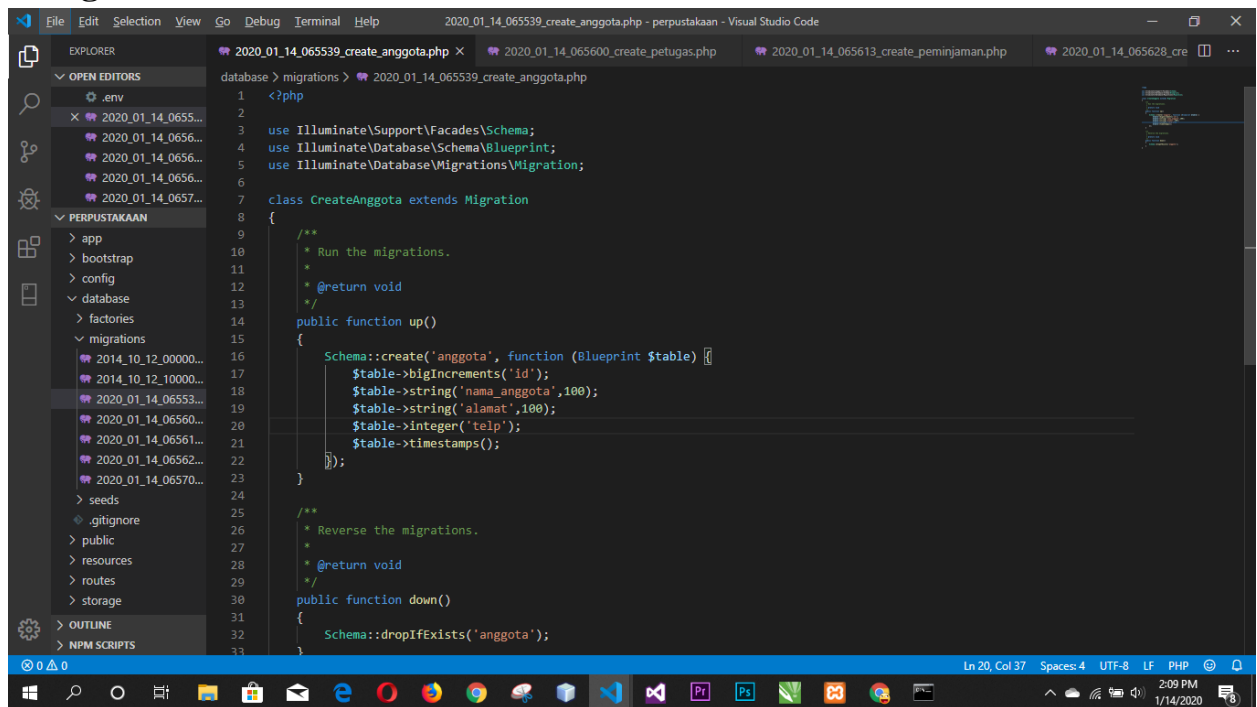 File Edit Selection View Go Debug Terminal Help 2020_01_14_065539_create_anggota.php - perpustakaan - Visual Studio Code
EXPLORER
2020_01_14_065539_create_anggota.php 2020_01_14_065600_create_petugas.php 2020_01_14_065613_create_peminjaman.php 2020_01_14_065628_cre
OPEN EDITORS
.env
2020_01_14_0655...
2020_01_14_0656...
2020_01_14_0656...
2020_01_14_0656...
2020_01_14_0657...
PERPUSTAKAAN
app
bootstrap
config
database
factories
migrations
2014_10_12_00000...
2014_10_12_10000...
2020_01_14_06553...
2020_01_14_06560...
2020_01_14_06561...
2020_01_14_06562...
2020_01_14_06570...
seeds
.gitignore
public
resources
routes
storage
OUTLINE
NPM SCRIPTS
database > migrations > 2020_01_14_065539_create_anggota.php
1 <?php
2
3 use Illuminate\Support\Facades\Schema;
4 use Illuminate\Database\Schema\Blueprint;
5 use Illuminate\Database\Migrations\Migration;
6
7 class CreateAnggota extends Migration
8 {
9 /**
10 * Run the migrations.
11 *
12 * @return void
13 */
14 public function up()
15 {
16 Schema::create('anggota', function (Blueprint $table) {
17 $table->bigIncrements('id');
18 $table->string('nama_anggota',100);
19 $table->string('alamat',100);
20 $table->integer('telp');
21 $table->timestamps();
22 });
23 }
24
25 /**
26 * Reverse the migrations.
27 *
28 * @return void
29 */
30 public function down()
31 {
32 Schema::dropIfExists('anggota');
33 }
0 0 Ln 20, Col 37 Spaces: 4 UTF-8 LF PHP
Pr Ps
2:09 PM
1/14/2020
8